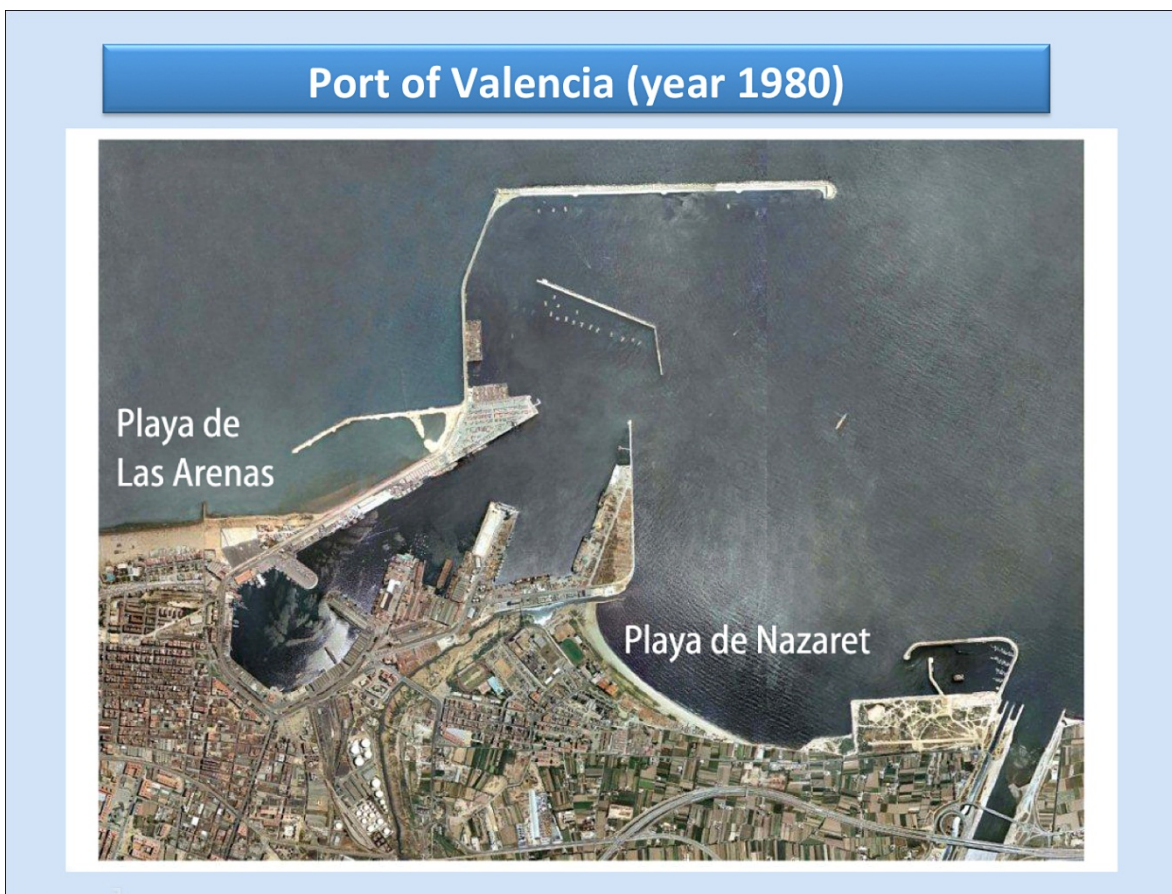 Port of Valencia (year 1980)
Playa de
Las Arenas
Playa de Nazaret